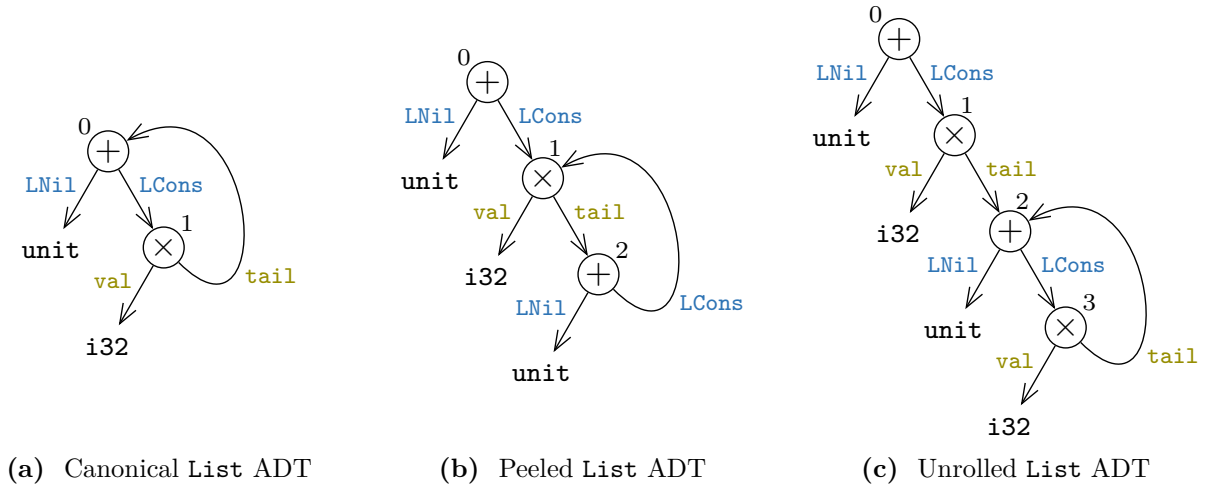 0
LNil
LCons
1
unit
val
tail
i32
(a) Canonical List ADT
0
LNil
LCons
1
unit
val
tail
2
i32
LNil
LCons
unit
(b) Peeled List ADT
0
LNil
LCons
1
unit
val
tail
2
i32
LNil
LCons
3
unit
val
tail
i32
(c) Unrolled List ADT